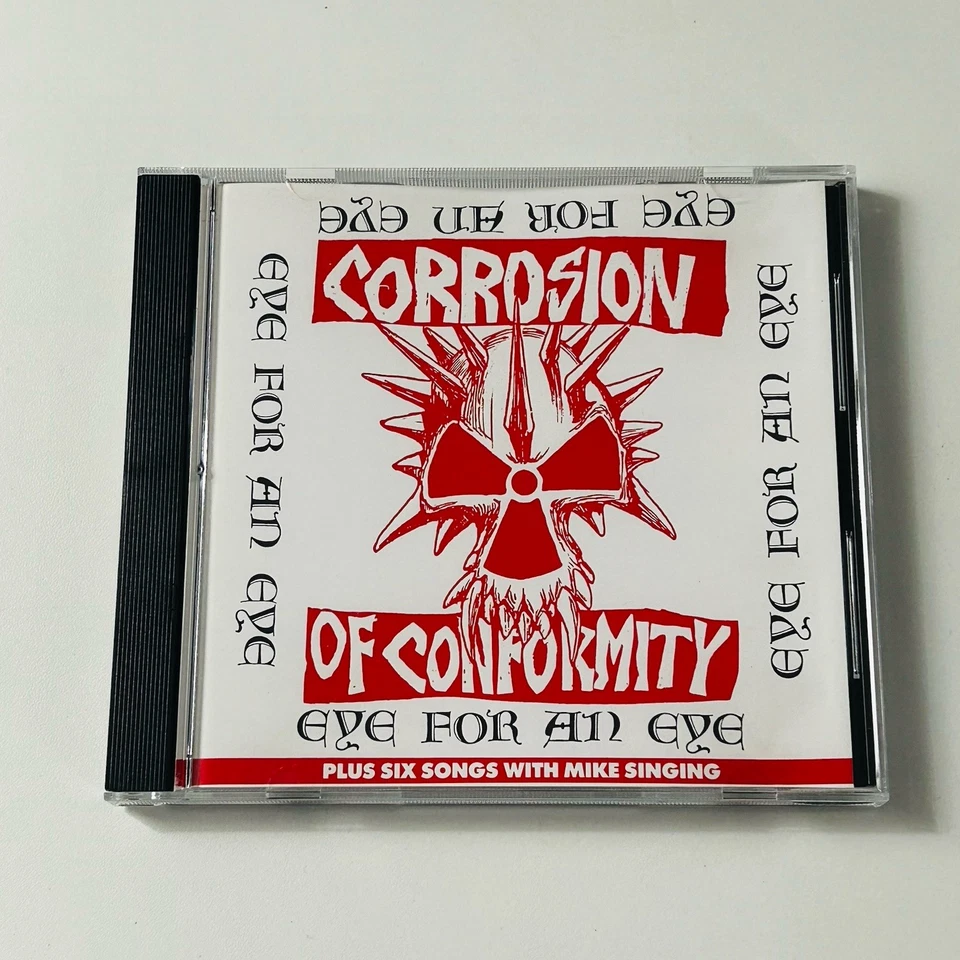 EYE FOR AN EYE
CORROSION
EYE FOR AN EYE
EYE FOR AN EYE
OF CONFORMITY
EYE FOR AN EYE
PLUS SIX SONGS WITH MIKE SINGING